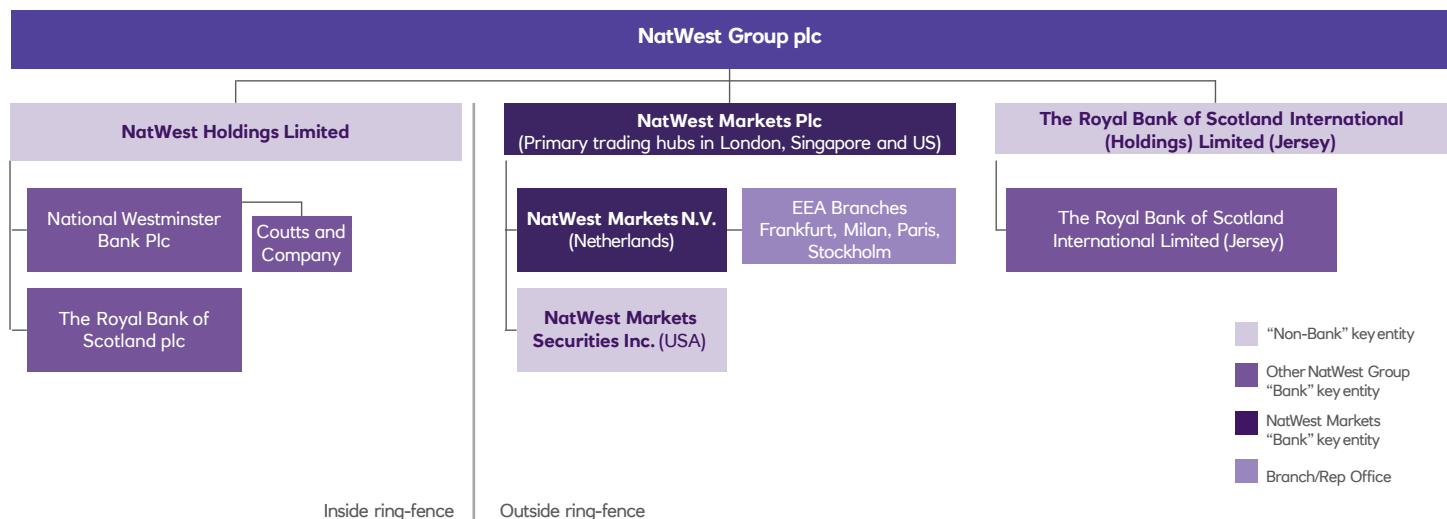 NatWest Group plc
NatWest Holdings Limited
NatWest Markets Plc
(Primary trading hubs in London, Singapore and US)
The Royal Bank of Scotland International
(Holdings) Limited (Jersey)
National Westminster
Bank Plc
Coutts and
Company
NatWest Markets N.V.
(Netherlands)
EEA Branches
Frankfurt, Milan, Paris,
Stockholm
The Royal Bank of Scotland
International Limited (Jersey)
The Royal Bank of
Scotland plc
NatWest Markets
Securities Inc. (USA)
"Non-Bank" key entity
Other NatWest Group
"Bank" key entity
NatWest Markets
"Bank" key entity
Branch/Rep Office
Inside ring-fence
Outside ring-fence